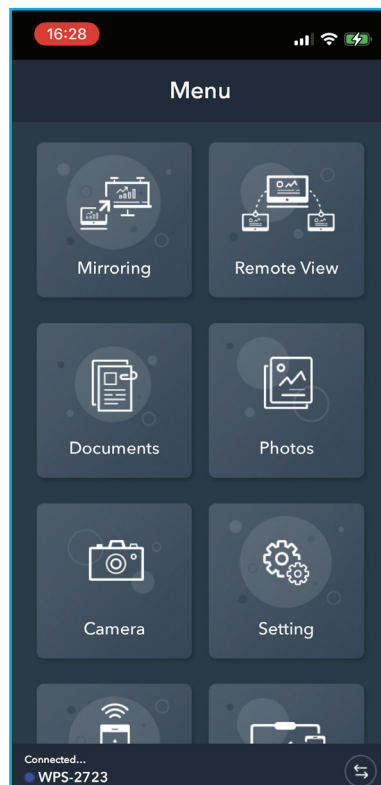 16:28
Menu
Mirroring
Remote View
Documents
Photos
Camera
Setting
Connected...
WPS-2723